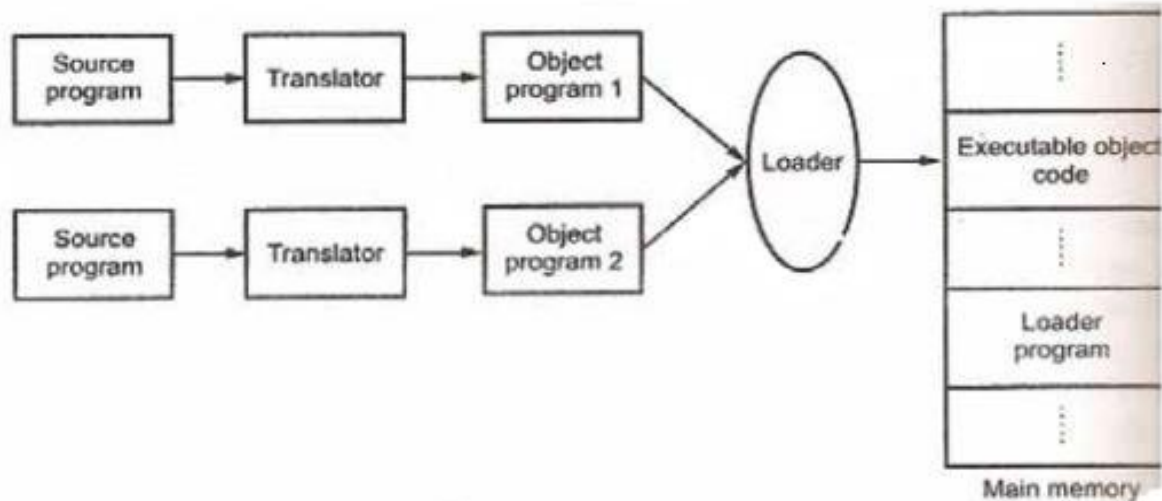 Source
program
Translator
Object
program 1
Loader
Executable object
code
Source
program
Translator
Object
program 2
Loader
program
Main memory